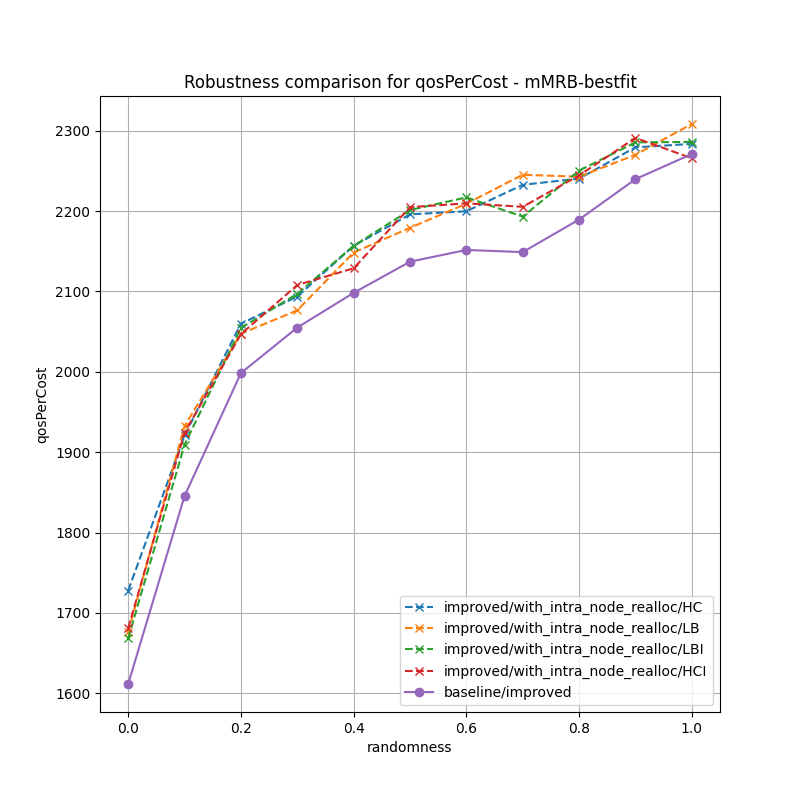 Robustness comparison for qosPerCost - mMRB-bestfit
qosPerCost
2300
2200
2100
2000
1900
1800
1700
1600
0.0 0.2 0.4 0.6 0.8 1.0
randomness
improved/with_intra_node_realloc/HC
improved/with_intra_node_realloc/LB
improved/with_intra_node_realloc/LBI
improved/with_intra_node_realloc/HCI
baseline/improved